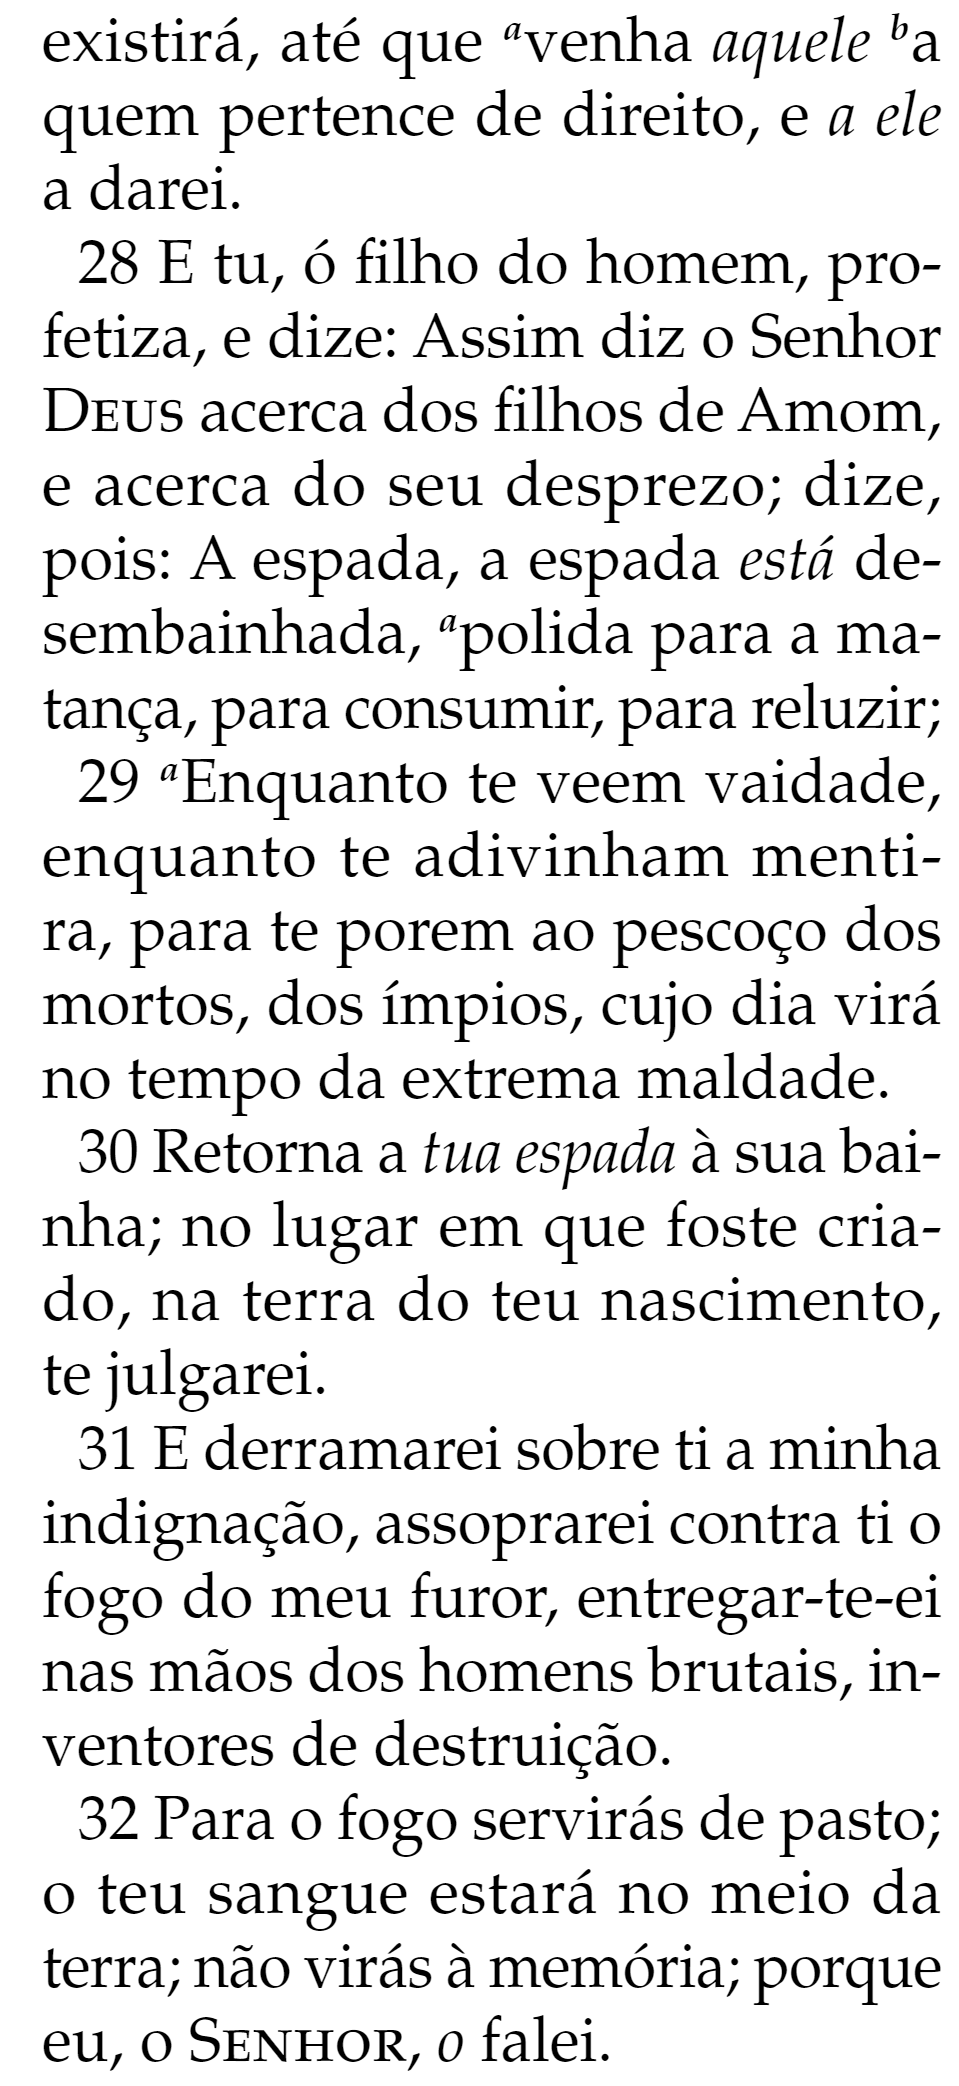 existirá, até que ᵃvenha aquele ᵇa
quem pertence de direito, e a ele
a darei.
28 E tu, ó filho do homem, pro-
fetiza, e dize: Assim diz o Senhor
DEUS acerca dos filhos de Amom,
e acerca do seu desprezo; dize,
pois: A espada, a espada está de-
sembainhada, ᵃpolida para a ma-
tança, para consumir, para reluzir;
29 ᵃEnquanto te veem vaidade,
enquanto te adivinham menti-
ra, para te porem ao pescoço dos
mortos, dos ímpios, cujo dia virá
no tempo da extrema maldade.
30 Retorna a tua espada à sua bai-
nha; no lugar em que foste cria-
do, na terra do teu nascimento,
te julgarei.
31 E derramarei sobre ti a minha
indignação, assoprarei contra ti o
fogo do meu furor, entregar-te-ei
nas mãos dos homens brutais, in-
ventores de destruição.
32 Para o fogo servirás de pasto;
o teu sangue estará no meio da
terra; não virás à memória; porque
eu, o SENHOR, o falei.